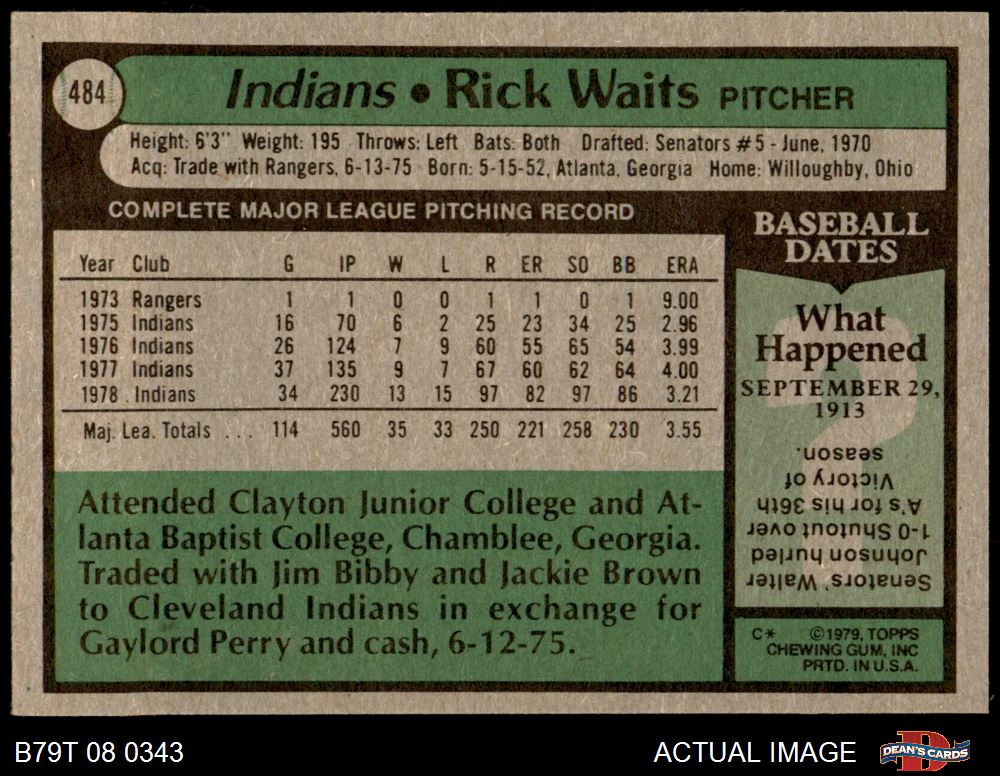 484
Indians • Rick Waits PITCHER
Height: 6'3" Weight: 195 Throws: Left Bats: Both Drafted: Senators #5 - June, 1970
Acq: Trade with Rangers, 6-13-75 Born: 5-15-52, Atlanta, Georgia Home: Willoughby, Ohio
COMPLETE MAJOR LEAGUE PITCHING RECORD
Year Club G IP W L R ER SO BB ERA
1973 Rangers 1 1 0 0 1 1 0 1 9.00
1975 Indians 16 70 6 2 25 23 34 25 2.96
1976 Indians 26 124 7 9 60 55 65 54 3.99
1977 Indians 37 135 9 7 67 60 62 64 4.00
1978 . Indians 34 230 13 15 97 82 97 86 3.21
Maj. Lea. Totals ... 114 560 35 33 250 221 258 230 3.55
Attended Clayton Junior College and At-
lanta Baptist College, Chamblee, Georgia.
Traded with Jim Bibby and Jackie Brown
to Cleveland Indians in exchange for
Gaylord Perry and cash, 6-12-75.
BASEBALL
DATES
What
Happened
SEPTEMBER 29,
1913
Senators' Walter
Johnson hurled
1-0 Shutout over
A's for his 36th
Victory of
season.
C* ©1979, TOPPS
CHEWING GUM, INC
PRTD. IN U.S.A.
B79T 08 0343
ACTUAL IMAGE
DEAN'S CARDS